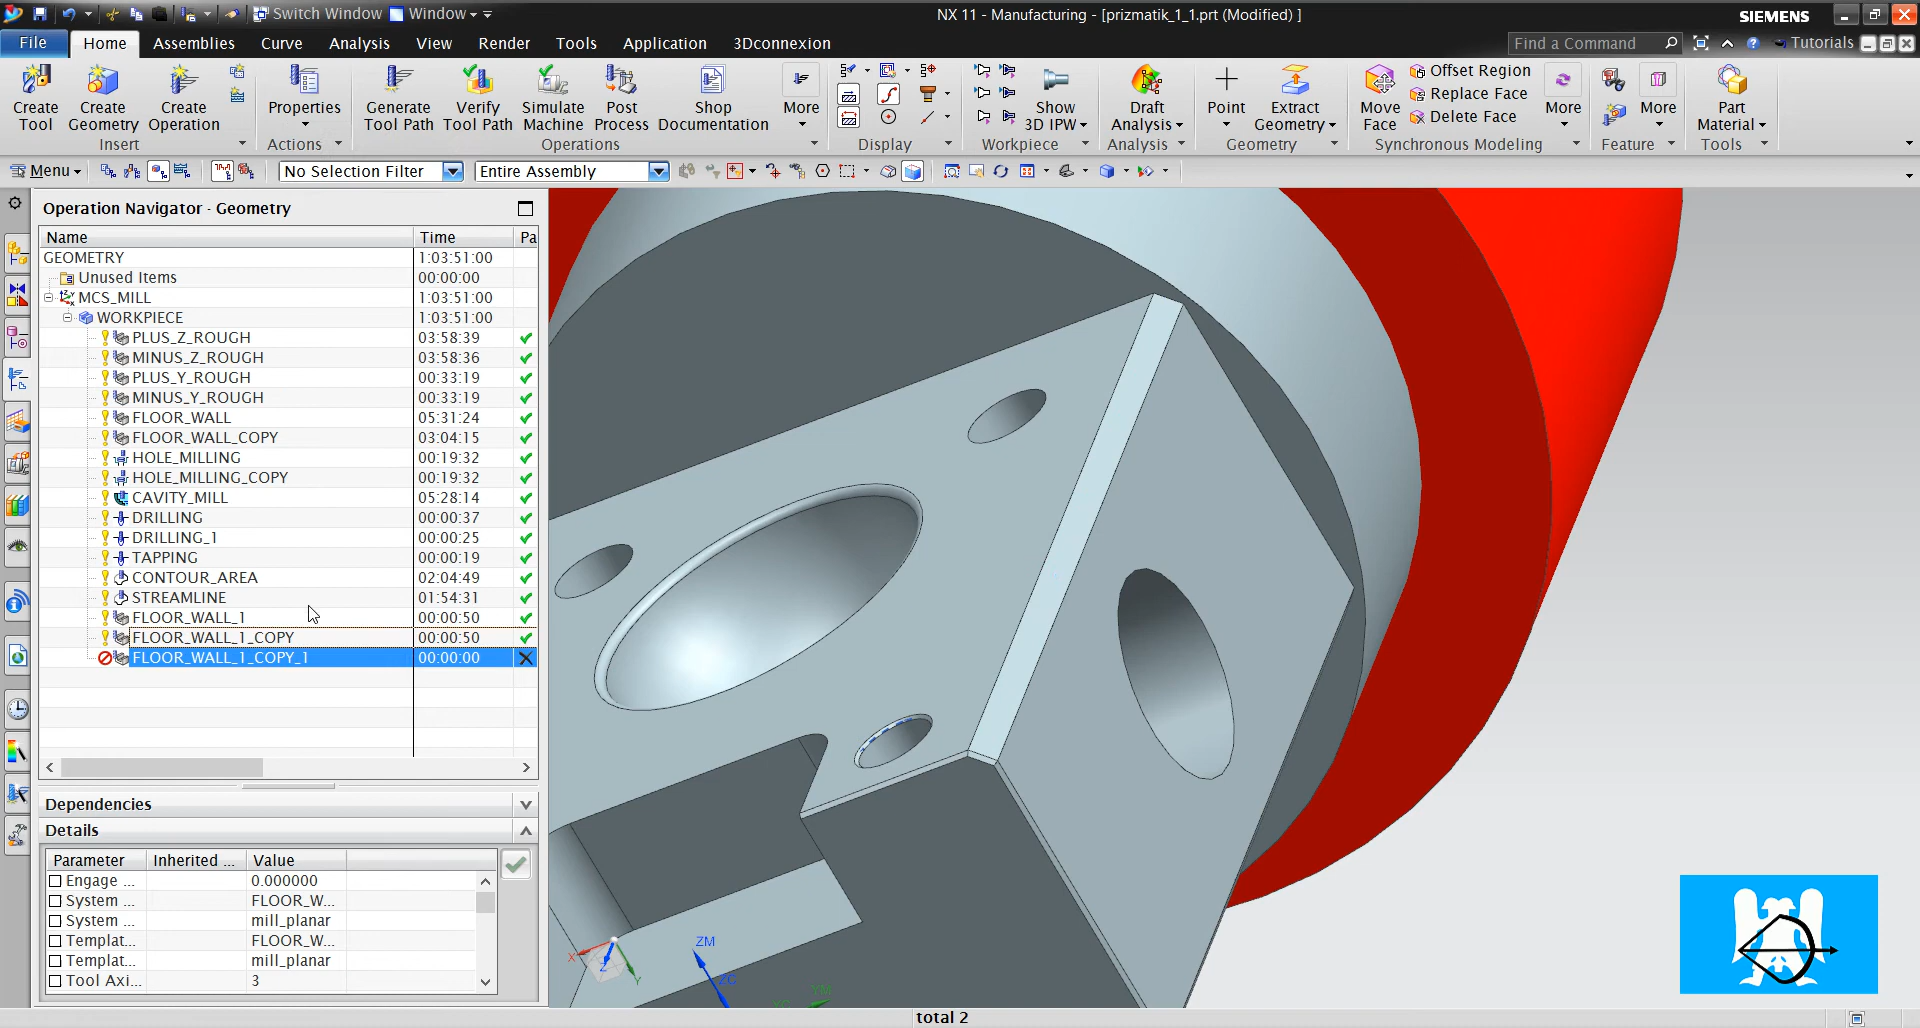 Switch Window Window NX 11 - Manufacturing - [prizmatik_1_1.prt (Modified) ] SIEMENS
File Home Assemblies Curve Analysis View Render Tools Application 3Dconnexion Find a Command Tutorials
Create Tool Create Geometry Create Operation Insert
Properties Actions
Generate Tool Path Verify Tool Path Simulate Machine Post Process Shop Documentation More Operations
Display
Show 3D IPW Workpiece
Draft Analysis Analysis
Point Extract Geometry Geometry
Move Face Offset Region Replace Face Delete Face More Synchronous Modeling
More Feature
Part Material Tools
Menu No Selection Filter Entire Assembly
Operation Navigator - Geometry
Name Time Pa
GEOMETRY 1:03:51:00
Unused Items 00:00:00
MCS_MILL 1:03:51:00
WORKPIECE 1:03:51:00
PLUS_Z_ROUGH 03:58:39
MINUS_Z_ROUGH 03:58:36
PLUS_Y_ROUGH 00:33:19
MINUS_Y_ROUGH 00:33:19
FLOOR_WALL 05:31:24
FLOOR_WALL_COPY 03:04:15
HOLE_MILLING 00:19:32
HOLE_MILLING_COPY 00:19:32
CAVITY_MILL 05:28:14
DRILLING 00:00:37
DRILLING_1 00:00:25
TAPPING 00:00:19
CONTOUR_AREA 02:04:49
STREAMLINE 01:54:31
FLOOR_WALL_1 00:00:50
FLOOR_WALL_1_COPY 00:00:50
FLOOR_WALL_1_COPY_1 00:00:00
Dependencies
Details
Parameter Inherited ... Value
Engage ... 0.000000
System ... FLOOR_W...
System ... mill_planar
Templat... FLOOR_W...
Templat... mill_planar
Tool Axi... 3
X Z Y
ZM
ZC
YM
total 2